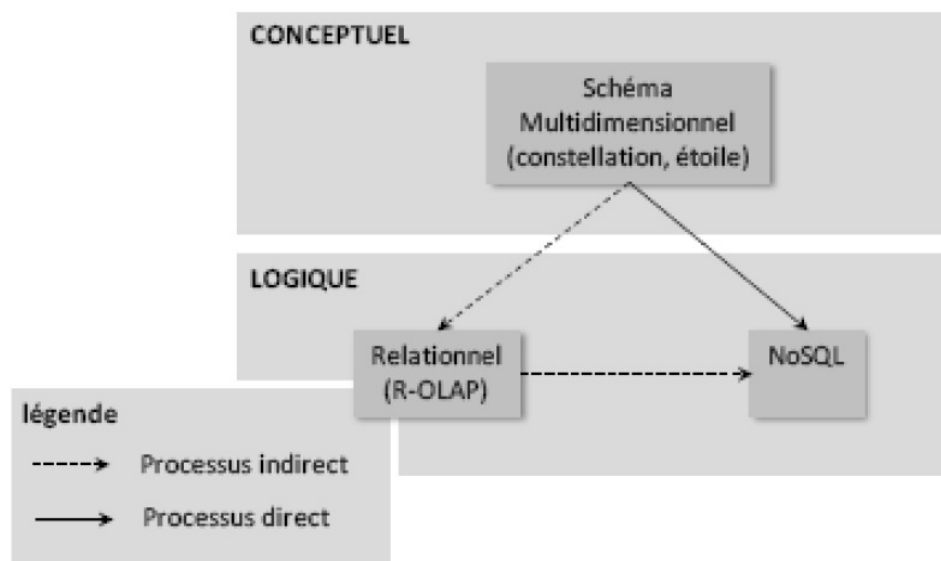 CONCEPTUEL
Schéma
Multidimensionnel
(constellation, étoile)
LOGIQUE
Relationnel
(R-OLAP)
NoSQL
légende
Processus indirect
Processus direct